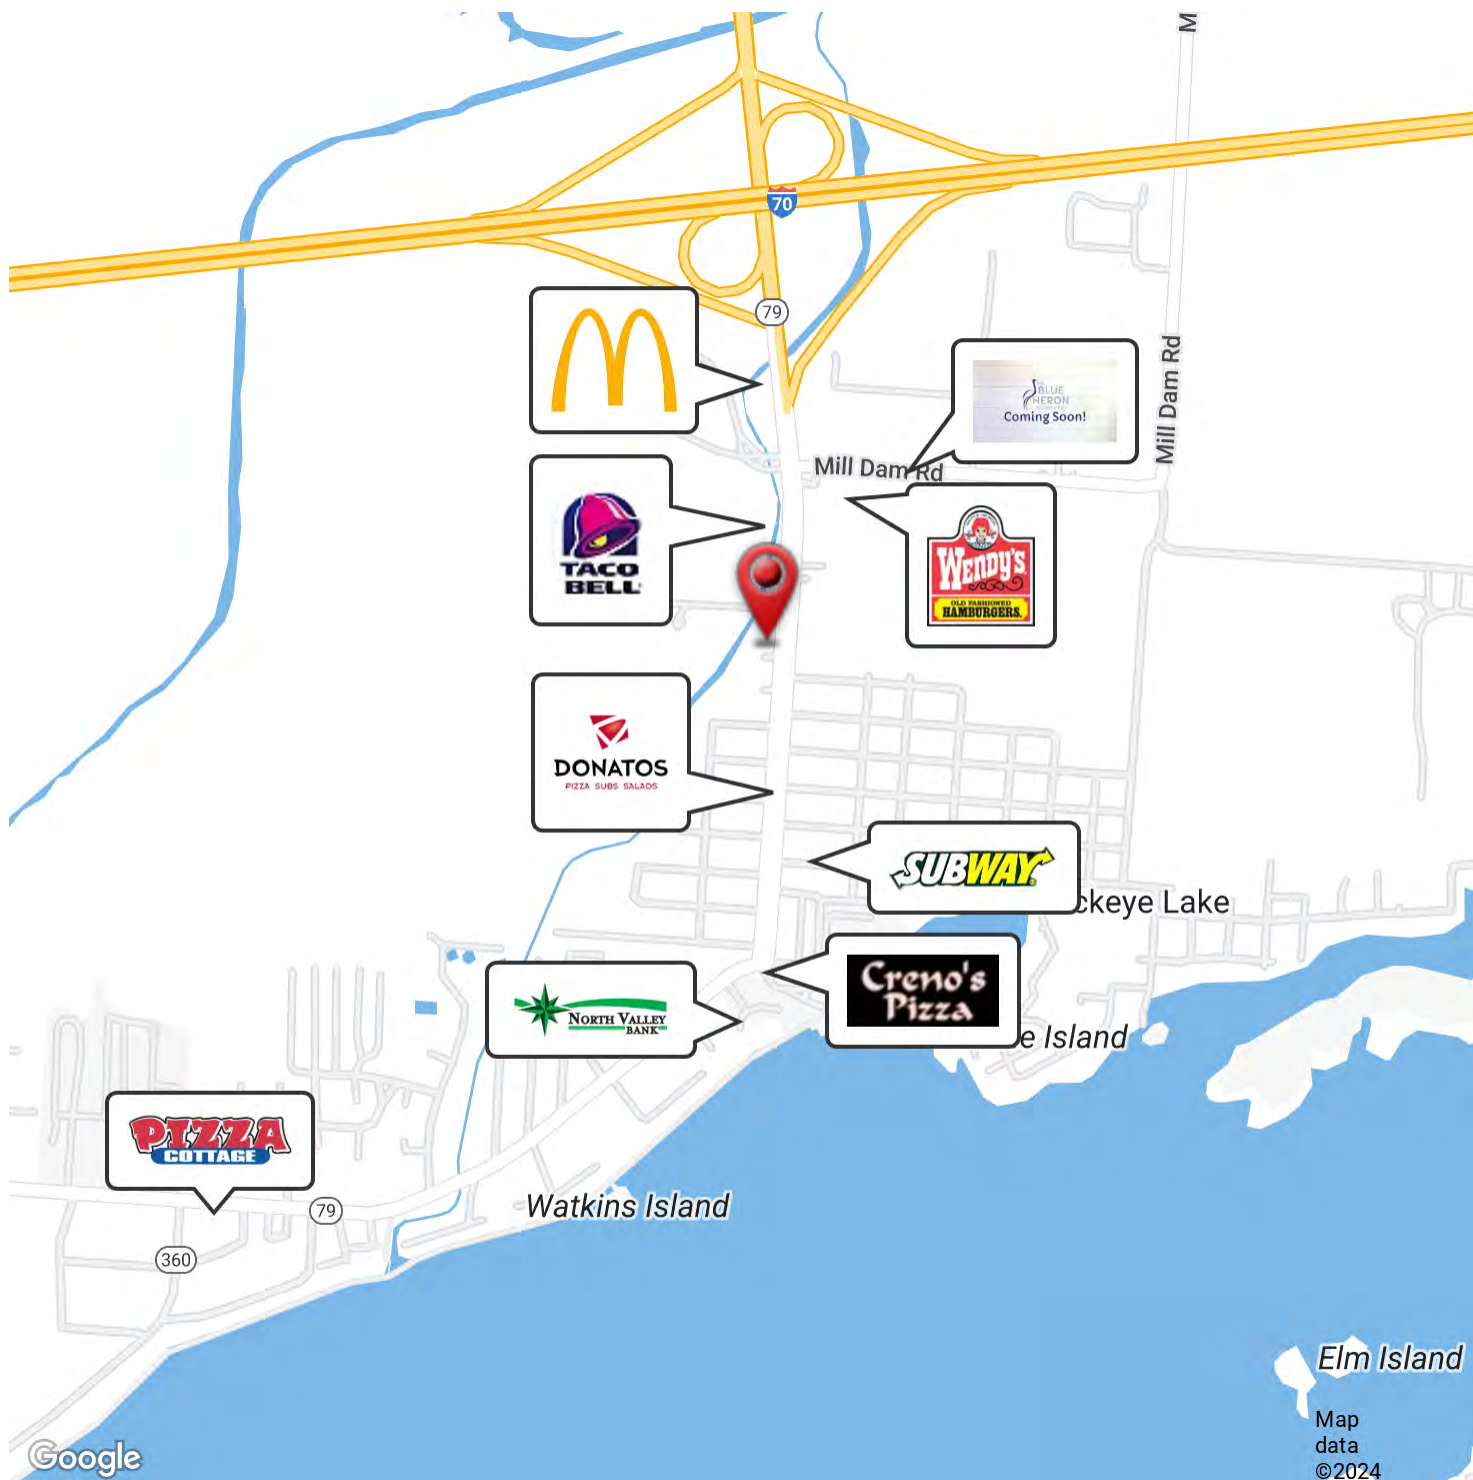 M
70
79
Mill Dam Rd
BLUE
HERON
Coming Soon!
Mill Dam Rd
TACO
BELL
WENDY'S
OLD FASHIONED
HAMBURGERS.
DONATOS
PIZZA SUBS SALADS
SUBWAY
ckeye Lake
Creno's
Pizza
NORTH VALLEY
BANK
e Island
PIZZA
COTTAGE
79
Watkins Island
360
Elm Island
Map
data
©2024
Google